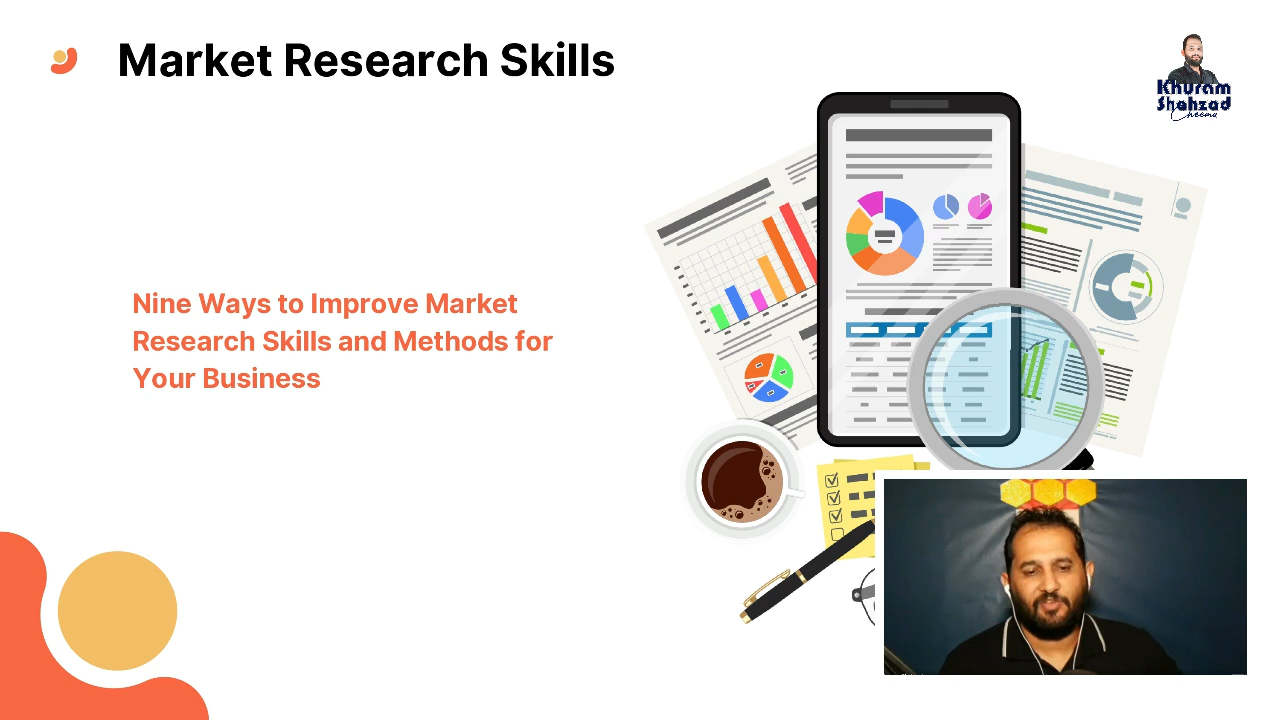 Market Research Skills
Khuram
Shahzad
Cheema
Nine Ways to Improve Market
Research Skills and Methods for
Your Business